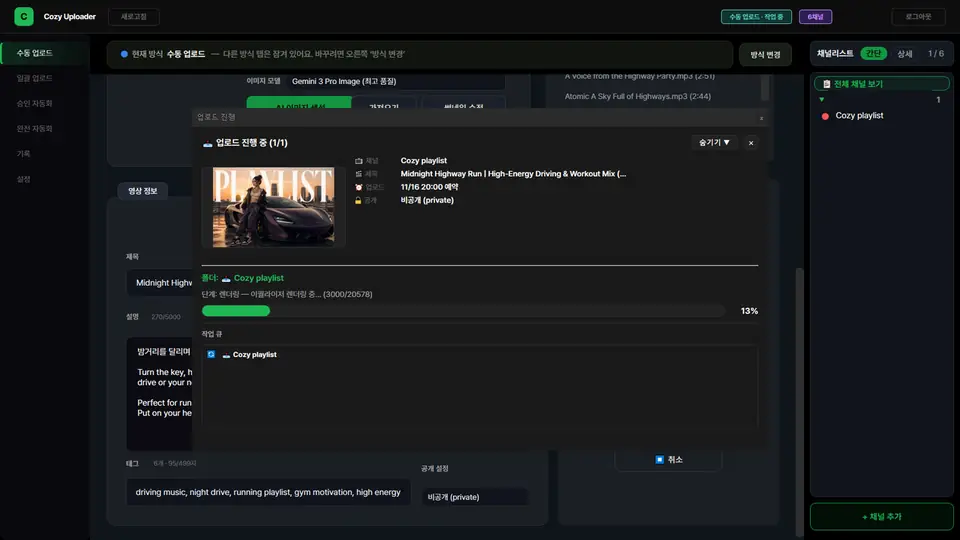 C
Cozy Uploader
새로고침
수동 업로드 · 작업 중
6채널
로그아웃
수동 업로드
일괄 업로드
승인 자동화
완전 자동화
기록
설정
현재 방식 수동 업로드 — 다른 방식 탭은 잠겨 있어요. 바꾸려면 오른쪽 '방식 변경'
방식 변경
채널리스트
간단
상세
1 / 6
전체 채널 보기
1
Cozy playlist
+ 채널 추가
이미지 모델
Gemini 3 Pro Image (최고 품질)
A Voice from the Highway Party.mp3 (2:51)
Atomic A Sky Full of Highways.mp3 (2:44)
업로드 진행
업로드 진행 중 (1/1)
숨기기 ▼
×
PLAYLIST
채널 Cozy playlist
제목 Midnight Highway Run | High-Energy Driving & Workout Mix (...
업로드 11/16 20:00 예약
공개 비공개 (private)
폴더: Cozy playlist
단계: 렌더링 — 이퀄라이저 렌더링 중... (3000/20578)
13%
작업 큐
Cozy playlist
영상 정보
제목
Midnight Highw
설명 270/5000
밤거리를 달리며
Turn the key, h
drive or your n
Perfect for run
Put on your he
태그
driving music, night drive, running playlist, gym motivation, high energy
공개 설정
비공개 (private)
취소